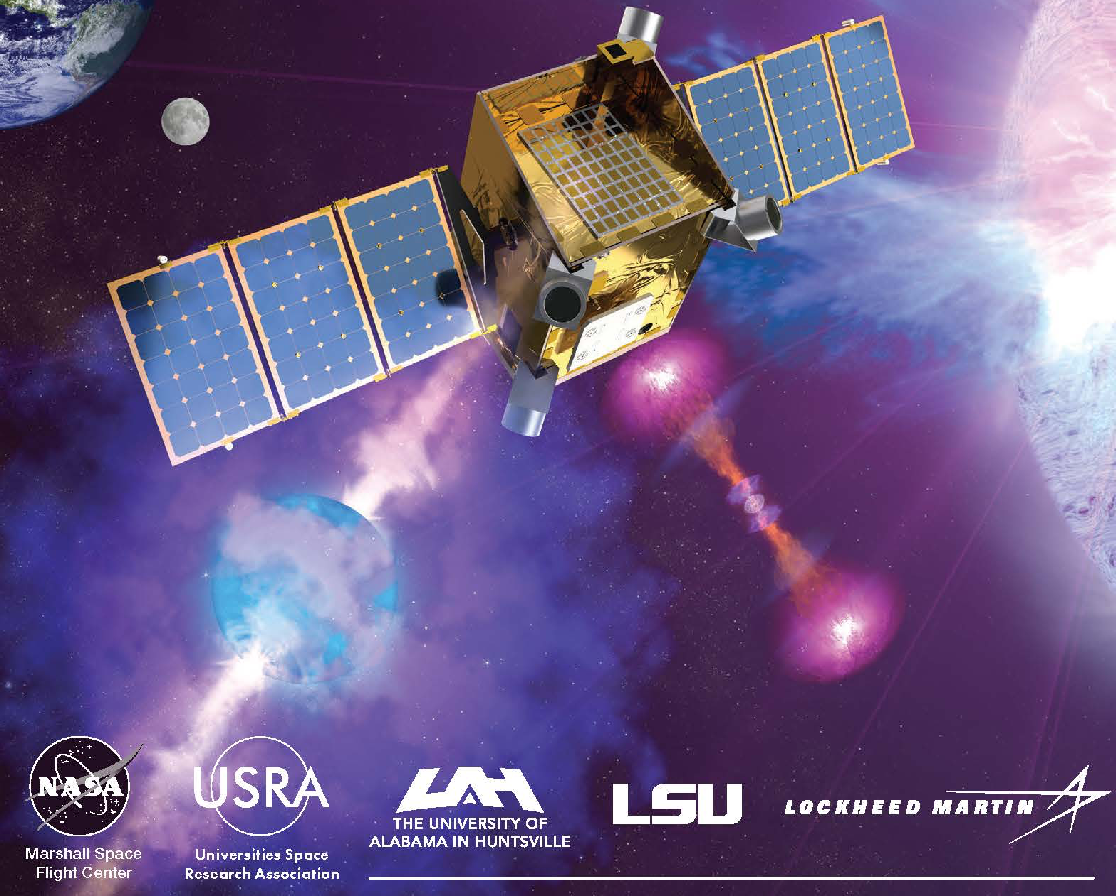 NASA
Marshall Space
Flight Center
USRA
Universities Space
Research Association
UAH
THE UNIVERSITY OF
ALABAMA IN HUNTSVILLE
LSU
LOCKHEED MARTIN